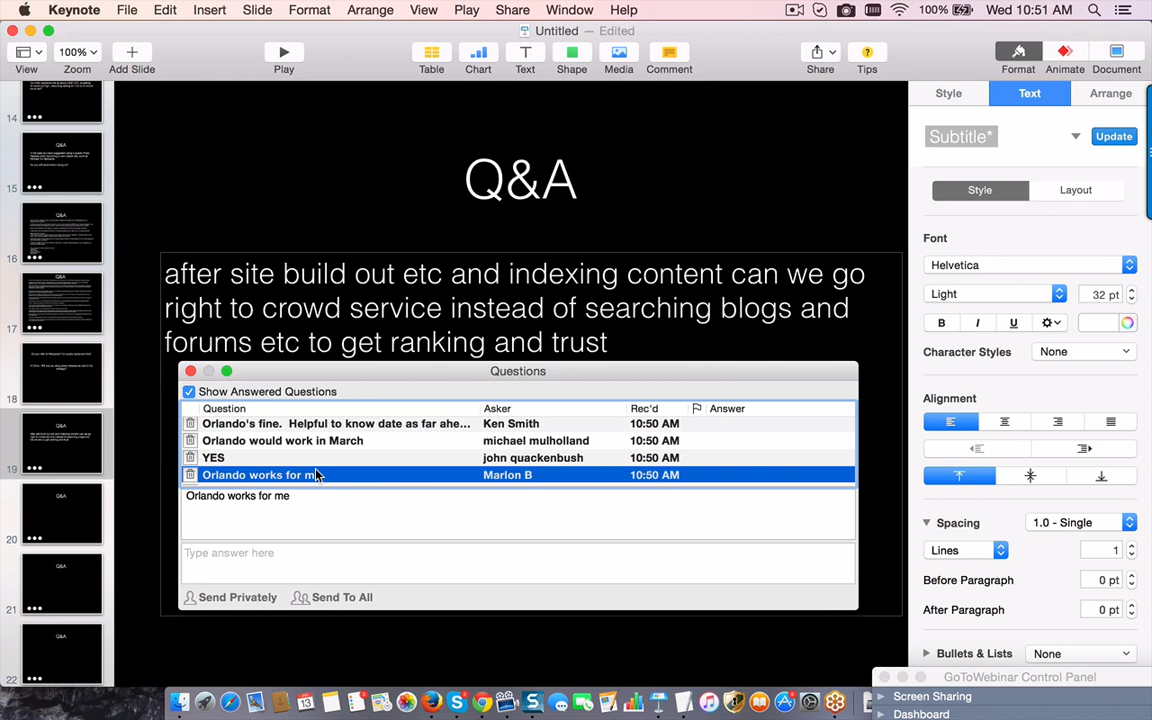 Keynote File Edit Insert Slide Format Arrange View Play Share Window Help 100% Wed 10:51 AM
Untitled — Edited
100%
View Zoom Add Slide Play Table Chart Text Shape Media Comment Share Tips Format Animate Document
Style Text Arrange
Subtitle* Update
Style Layout
Font
Helvetica
Light 32 pt
B I U
Character Styles None
Alignment
Spacing 1.0 - Single
Lines 1
Before Paragraph 0 pt
After Paragraph 0 pt
Bullets & Lists None
14
15
16
17
18
19
20
21
22
Q&A
Q&A
Q&A
Q&A
Q&A
Q&A
Q&A
Q&A
after site build out etc and indexing content can we go
right to crowd service instead of searching blogs and
forums etc to get ranking and trust
Questions
Show Answered Questions
Question Asker Rec'd Answer
Orlando's fine. Helpful to know date as far ahe... Ken Smith 10:50 AM
Orlando would work in March michael mulholland 10:50 AM
YES john quackenbush 10:50 AM
Orlando works for me Marlon B 10:50 AM
Orlando works for me
Type answer here
Send Privately Send To All
GoToWebinar Control Panel
Screen Sharing
Dashboard
13